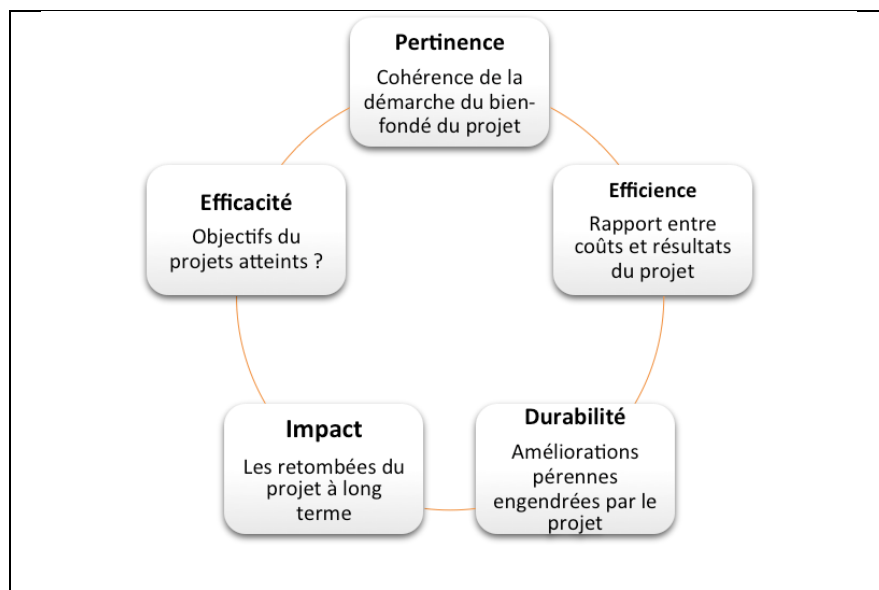 Pertinence
Cohérence de la
démarche du bien-
fondé du projet
Efficience
Rapport entre
coûts et résultats
du projet
Durabilité
Améliorations
pérennes
engendrées par le
projet
Impact
Les retombées du
projet à long
terme
Efficacité
Objectifs du
projets atteints ?